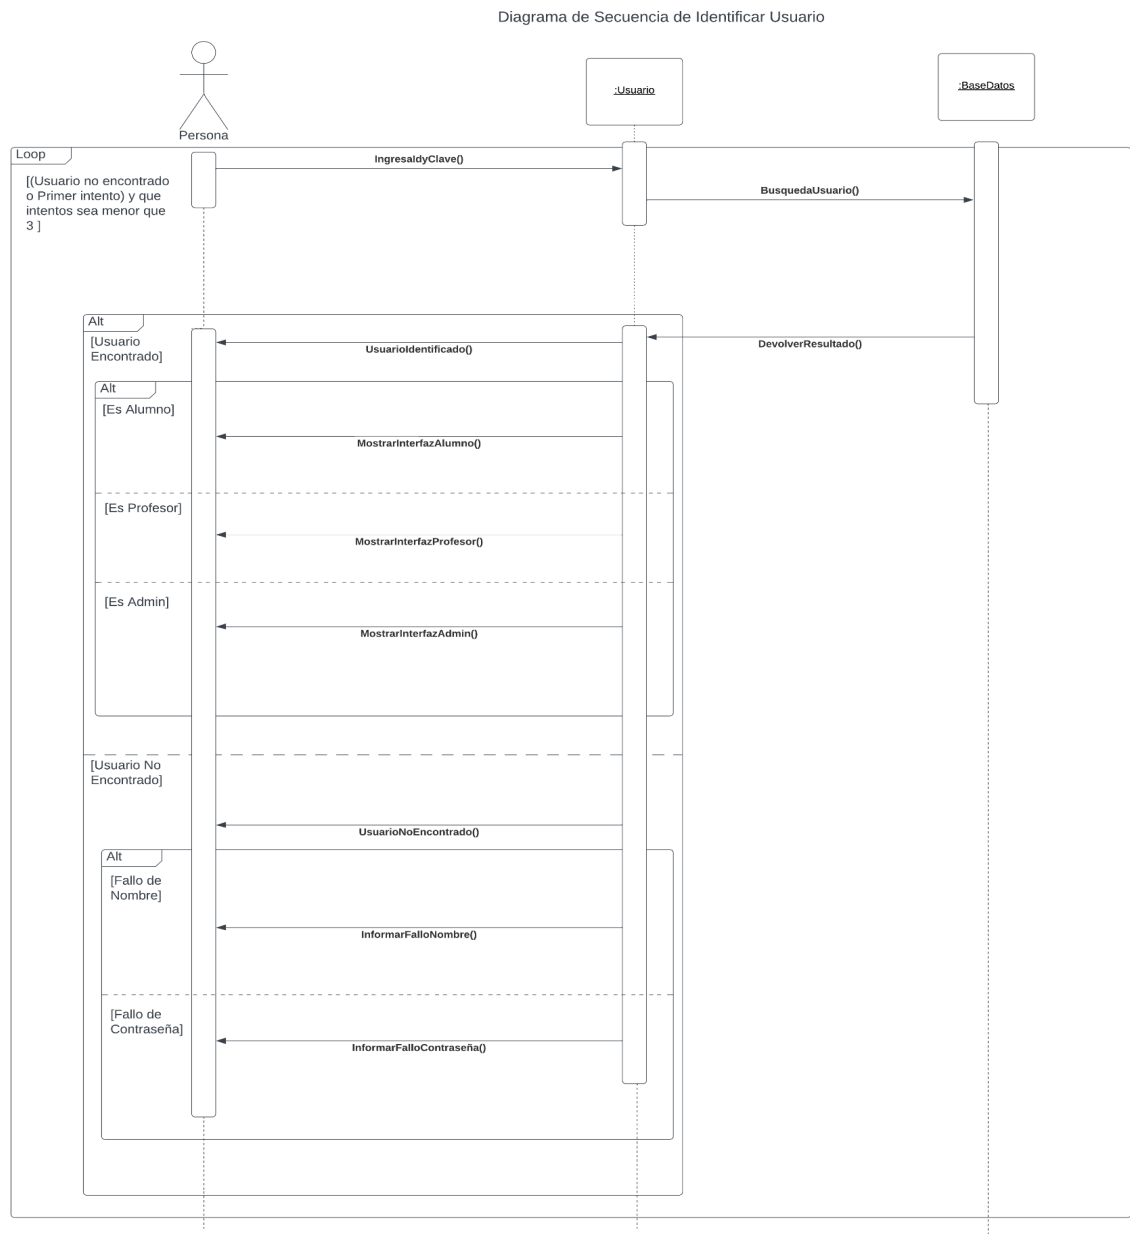 Diagrama de Secuencia de Identificar Usuario
:Usuario
:BaseDatos
Persona
Loop
IngresaIdyClave()
[(Usuario no encontrado
o Primer intento) y que
intentos sea menor que
3 ]
BusquedaUsuario()
Alt
[Usuario
Encontrado]
UsuarioIdentificado()
DevolverResultado()
Alt
[Es Alumno]
MostrarInterfazAlumno()
[Es Profesor]
MostrarInterfazProfesor()
[Es Admin]
MostrarInterfazAdmin()
[Usuario No
Encontrado]
UsuarioNoEncontrado()
Alt
[Fallo de
Nombre]
InformarFalloNombre()
[Fallo de
Contraseña]
InformarFalloContraseña()